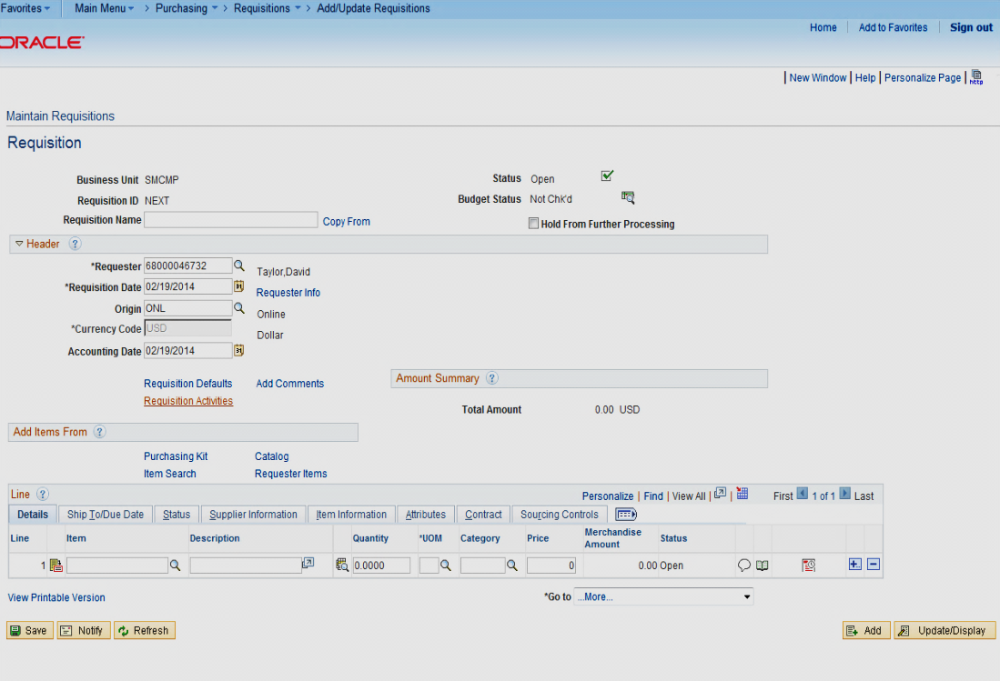 Favorites Main Menu > Purchasing > Requisitions > Add/Update Requisitions
Home Add to Favorites Sign out
ORACLE
New Window Help Personalize Page http
Maintain Requisitions
Requisition
Business Unit SMCMP Status Open
Requisition ID NEXT Budget Status Not Chk'd
Requisition Name Copy From Hold From Further Processing
Header ?
*Requester 68000046732 Taylor,David
*Requisition Date 02/19/2014 Requester Info
Origin ONL Online
*Currency Code USD Dollar
Accounting Date 02/19/2014
Requisition Defaults Add Comments Amount Summary ?
Requisition Activities
Total Amount 0.00 USD
Add Items From ?
Purchasing Kit Catalog
Item Search Requester Items
Line ? Personalize | Find | View All | | First 1 of 1 Last
Details Ship To/Due Date Status Supplier Information Item Information Attributes Contract Sourcing Controls
Line Item Description Quantity *UOM Category Price Merchandise Amount Status
1 0.0000 0 0.00 Open
View Printable Version *Go to ...More...
Save Notify Refresh Add Update/Display